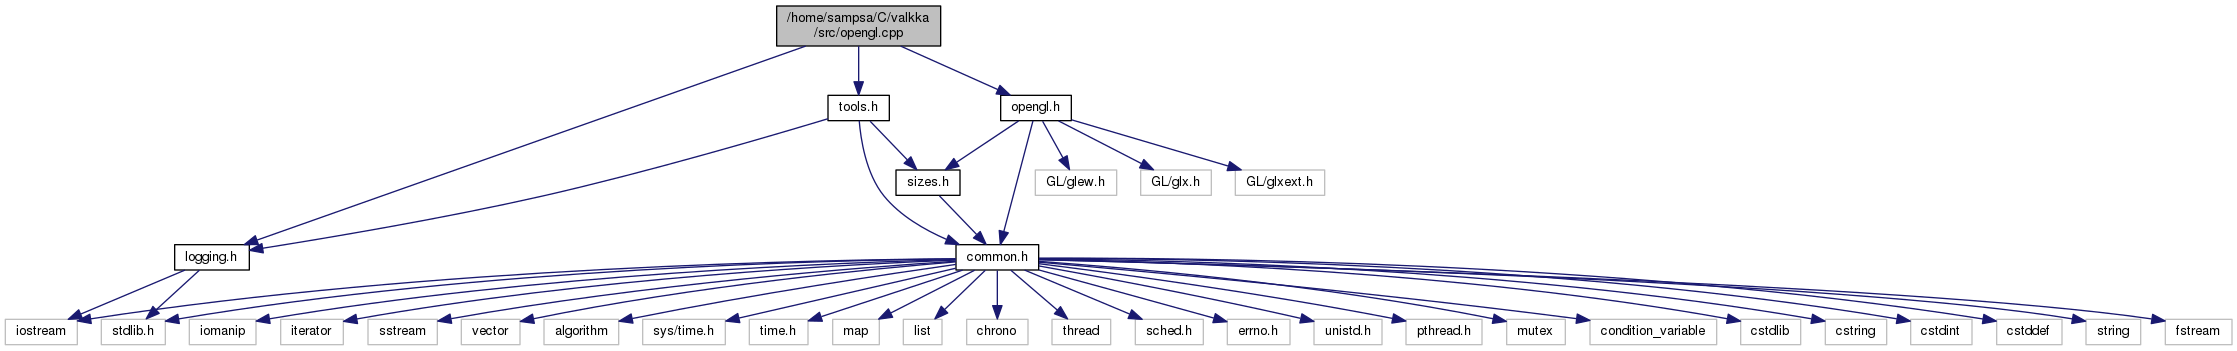 /home/sampsa/C/valkka
/src/opengl.cpp
tools.h
opengl.h
sizes.h
GL/glew.h
GL/glx.h
GL/glxext.h
logging.h
common.h
iostream
stdlib.h
iomanip
iterator
sstream
vector
algorithm
sys/time.h
time.h
map
list
chrono
thread
sched.h
errno.h
unistd.h
pthread.h
mutex
condition_variable
cstdlib
cstring
cstdint
cstddef
string
fstream